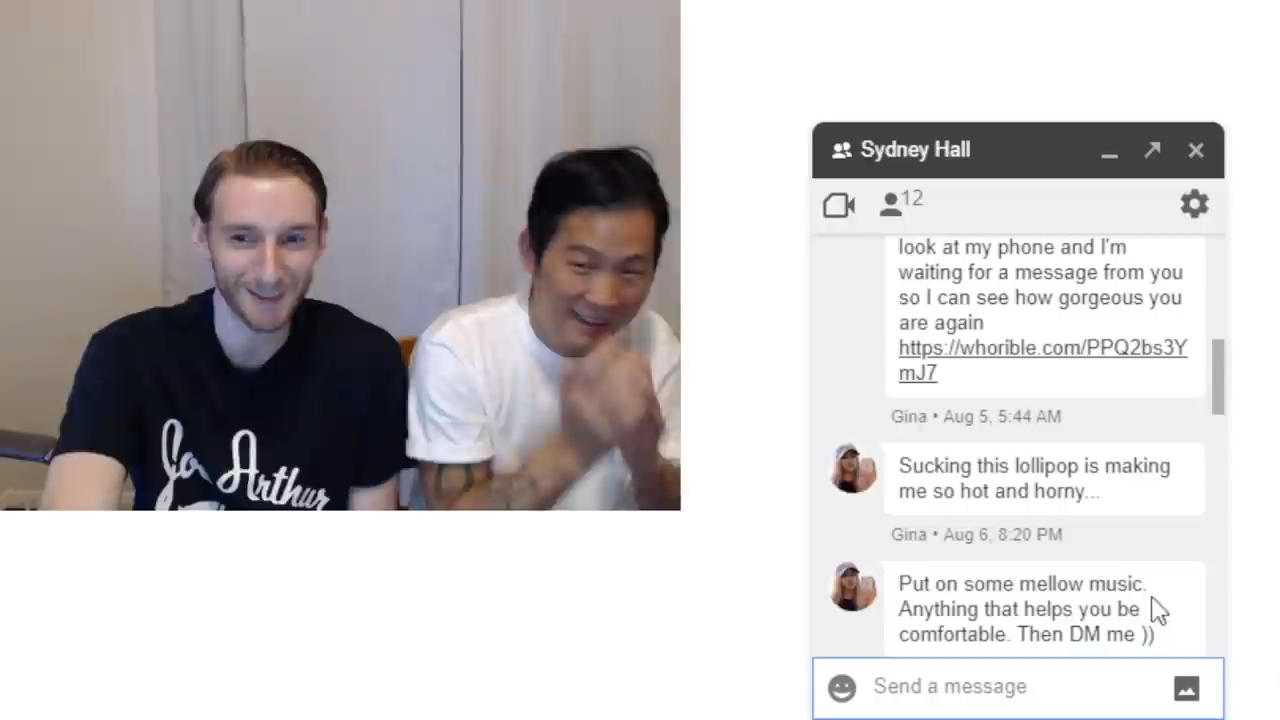 Jon Arthur
Sydney Hall
12
look at my phone and I'm
waiting for a message from you
so I can see how gorgeous you
are again
https://whorible.com/PPQ2bs3Y
mJ7
Gina • Aug 5, 5:44 AM
Sucking this lollipop is making
me so hot and horny...
Gina • Aug 6, 8:20 PM
Put on some mellow music.
Anything that helps you be
comfortable. Then DM me ))
Send a message